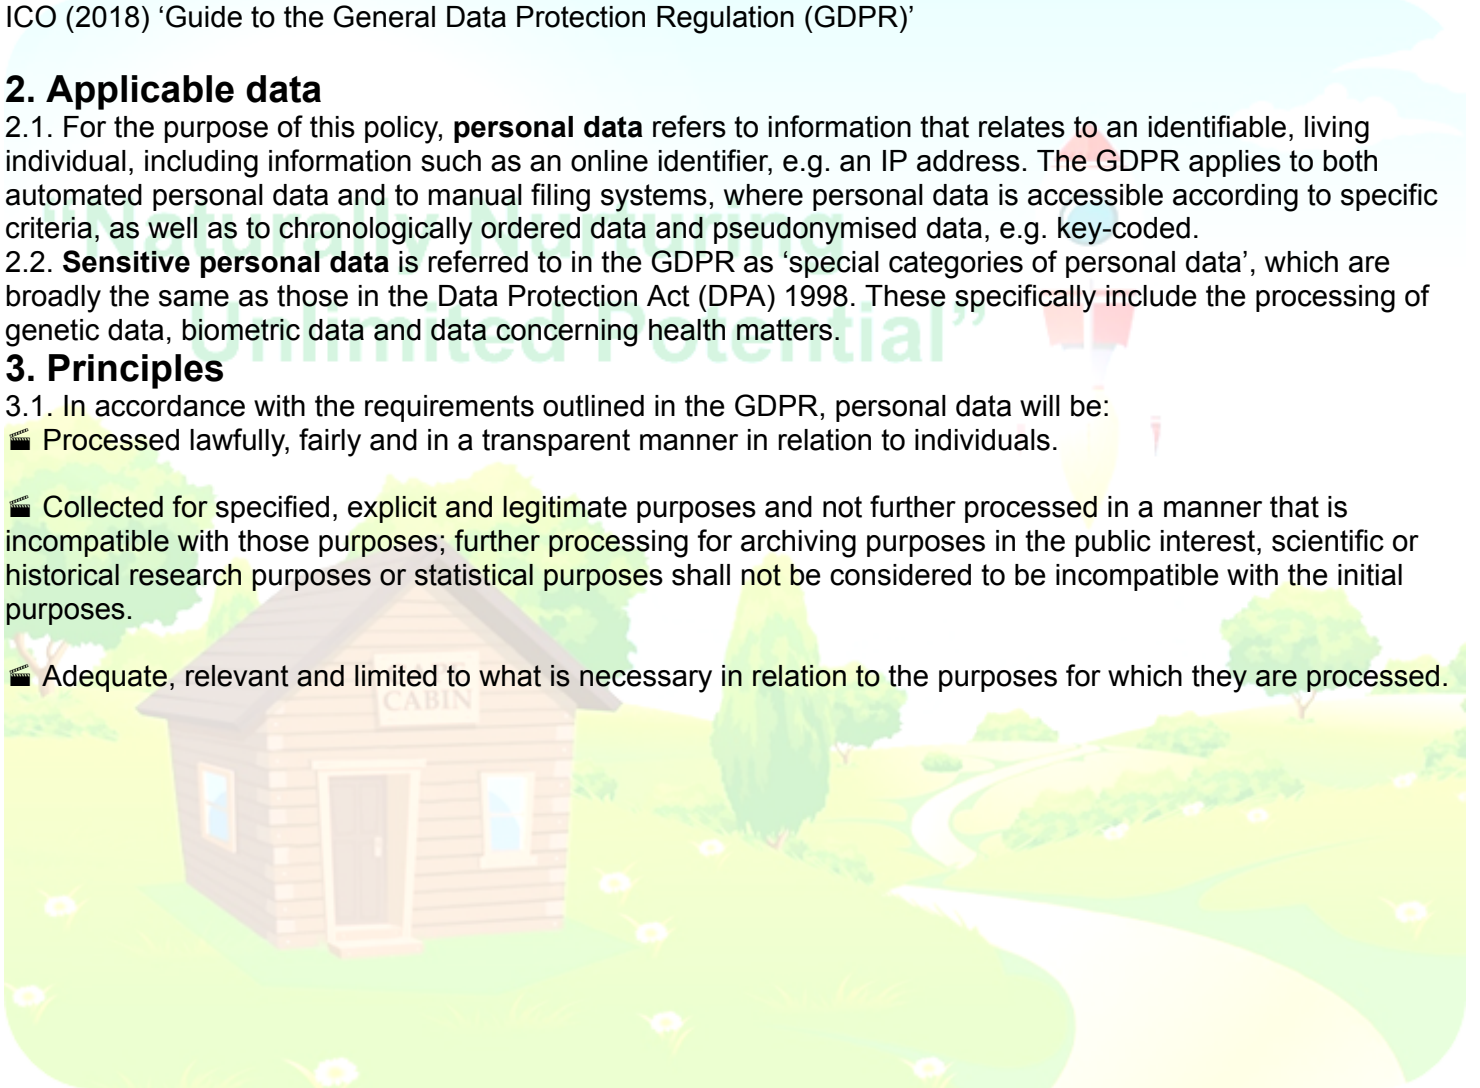 ICO (2018) ‘Guide to the General Data Protection Regulation (GDPR)’
2. Applicable data
2.1. For the purpose of this policy, personal data refers to information that relates to an identifiable, living
individual, including information such as an online identifier, e.g. an IP address. The GDPR applies to both
automated personal data and to manual filing systems, where personal data is accessible according to specific
criteria, as well as to chronologically ordered data and pseudonymised data, e.g. key-coded.
"Naturally Nurturing
2.2. Sensitive personal data is referred to in the GDPR as ‘special categories of personal data’, which are
broadly the same as those in the Data Protection Act (DPA) 1998. These specifically include the processing of
genetic data, biometric data and data concerning health matters.
Unlimited Potential”
3. Principles
3.1. In accordance with the requirements outlined in the GDPR, personal data will be:
Processed lawfully, fairly and in a transparent manner in relation to individuals.
Collected for specified, explicit and legitimate purposes and not further processed in a manner that is
incompatible with those purposes; further processing for archiving purposes in the public interest, scientific or
historical research purposes or statistical purposes shall not be considered to be incompatible with the initial
purposes.
Adequate, relevant and limited to what is necessary in relation to the purposes for which they are processed.
CABIN